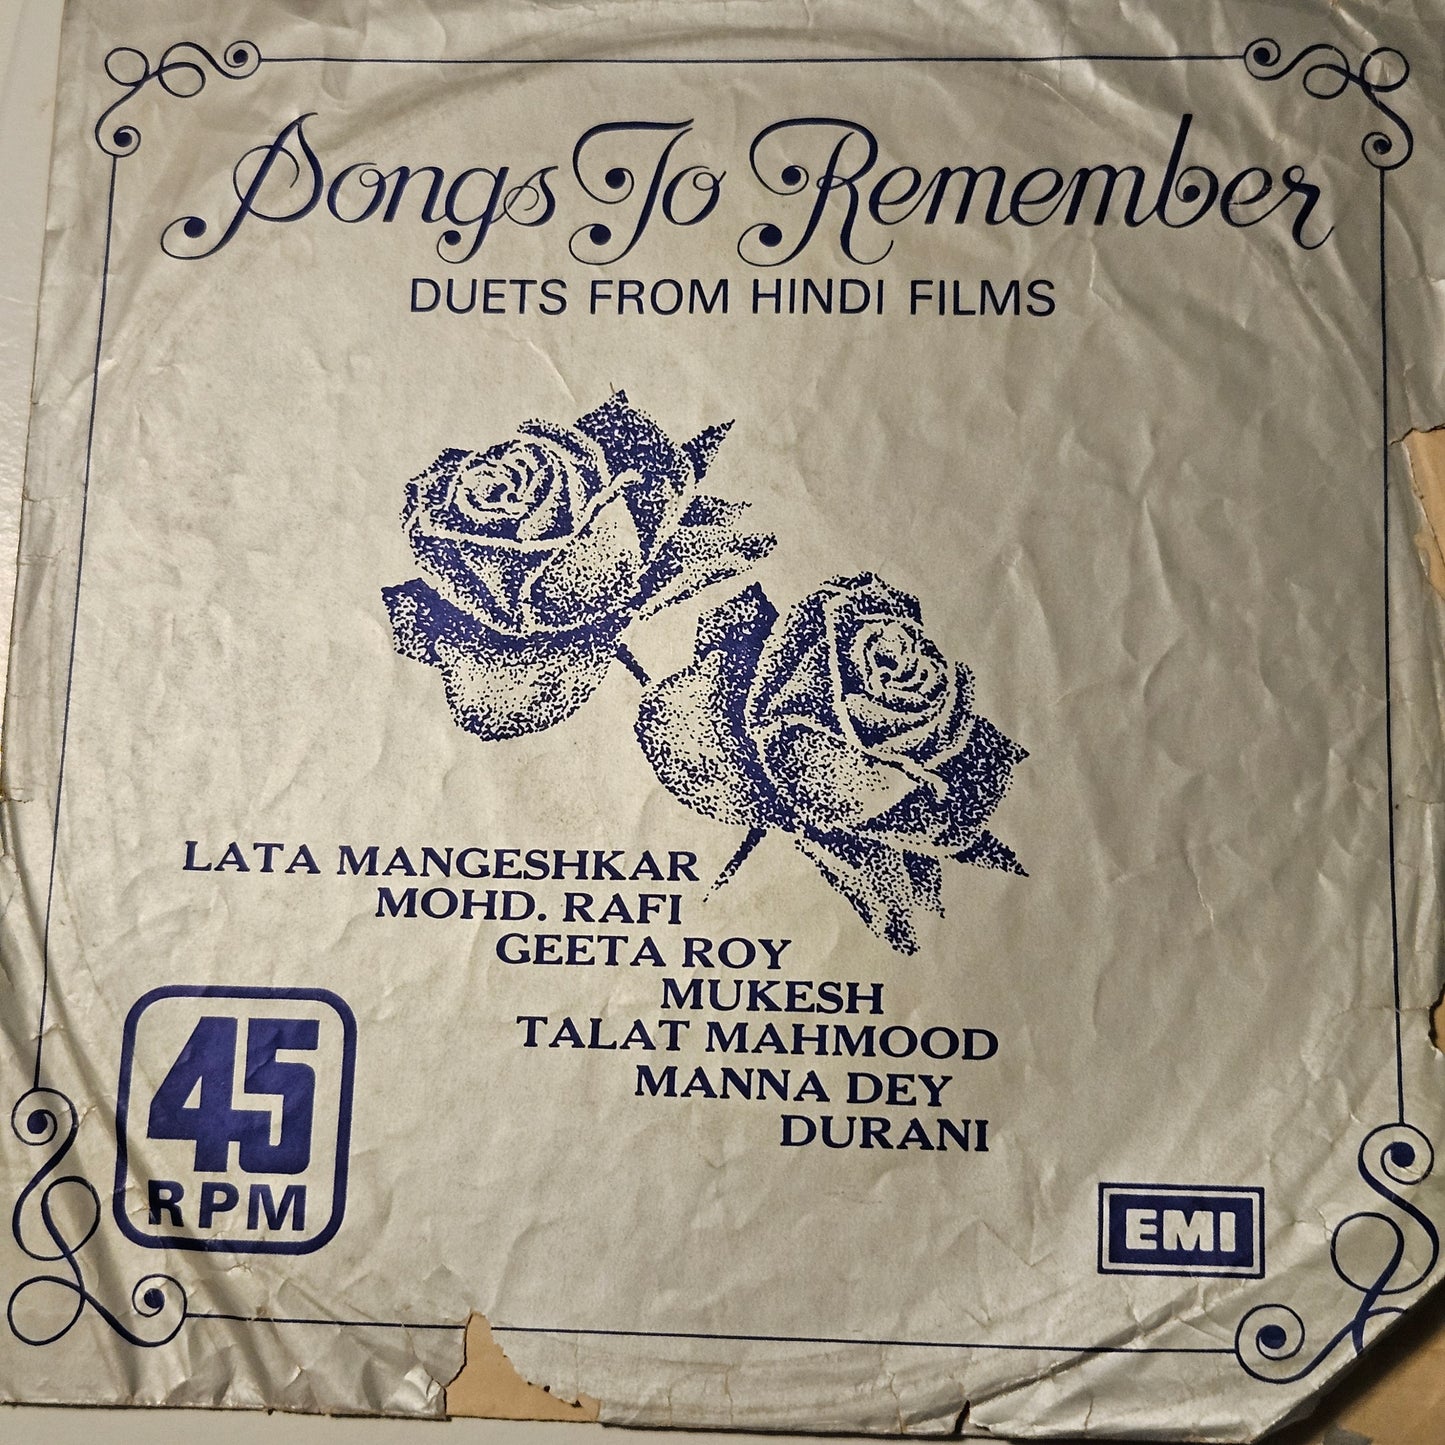 Songs To Remember
DUETS FROM HINDI FILMS
LATA MANGESHKAR
MOHD. RAFI
GEETA ROY
MUKESH
TALAT MAHMOOD
MANNA DEY
DURANI
45
RPM
EMI